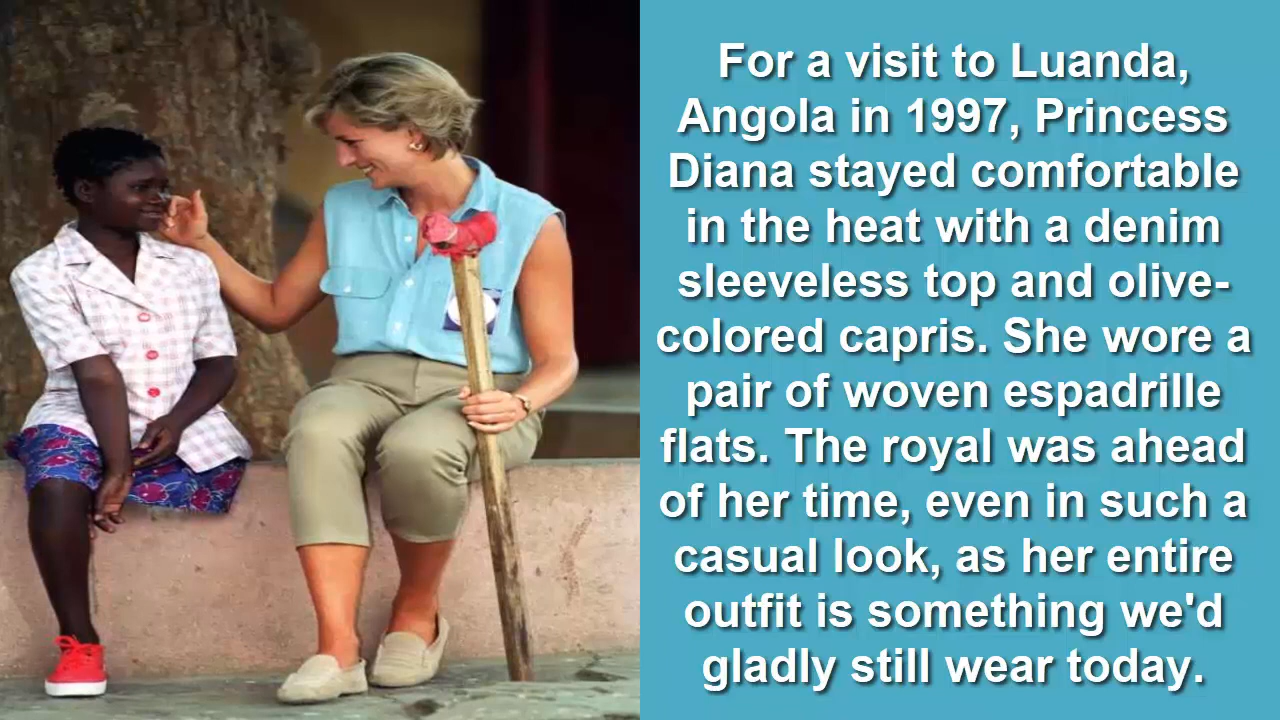 For a visit to Luanda,
Angola in 1997, Princess
Diana stayed comfortable
in the heat with a denim
sleeveless top and olive-
colored capris. She wore a
pair of woven espadrille
flats. The royal was ahead
of her time, even in such a
casual look, as her entire
outfit is something we'd
gladly still wear today.